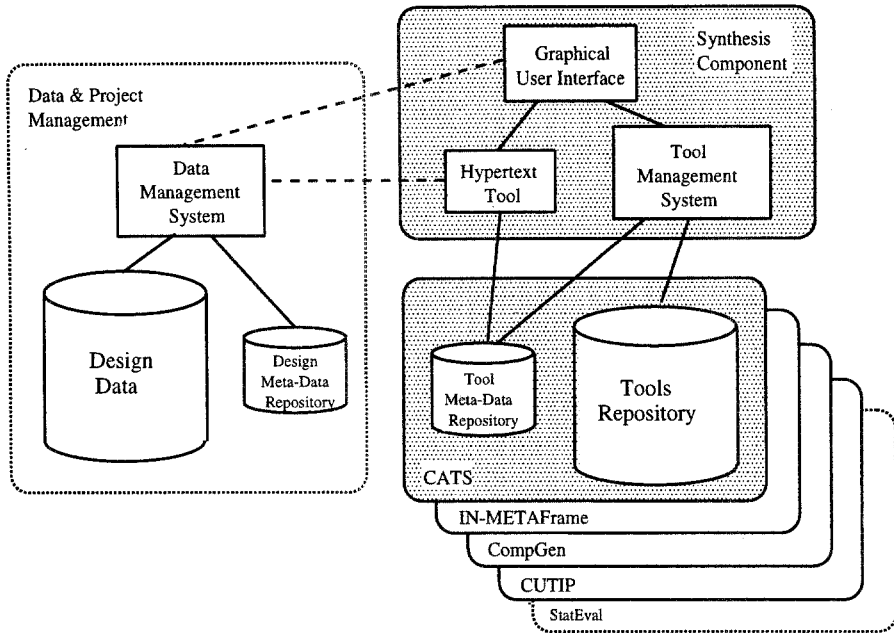 Data & Project
Management
Data
Management
System
Design
Data
Design
Meta-Data
Repository
Synthesis
Component
Graphical
User Interface
Hypertext
Tool
Tool
Management
System
Tool
Meta-Data
Repository
Tools
Repository
CATS
IN-METAFrame
CompGen
CUTIP
StatEval